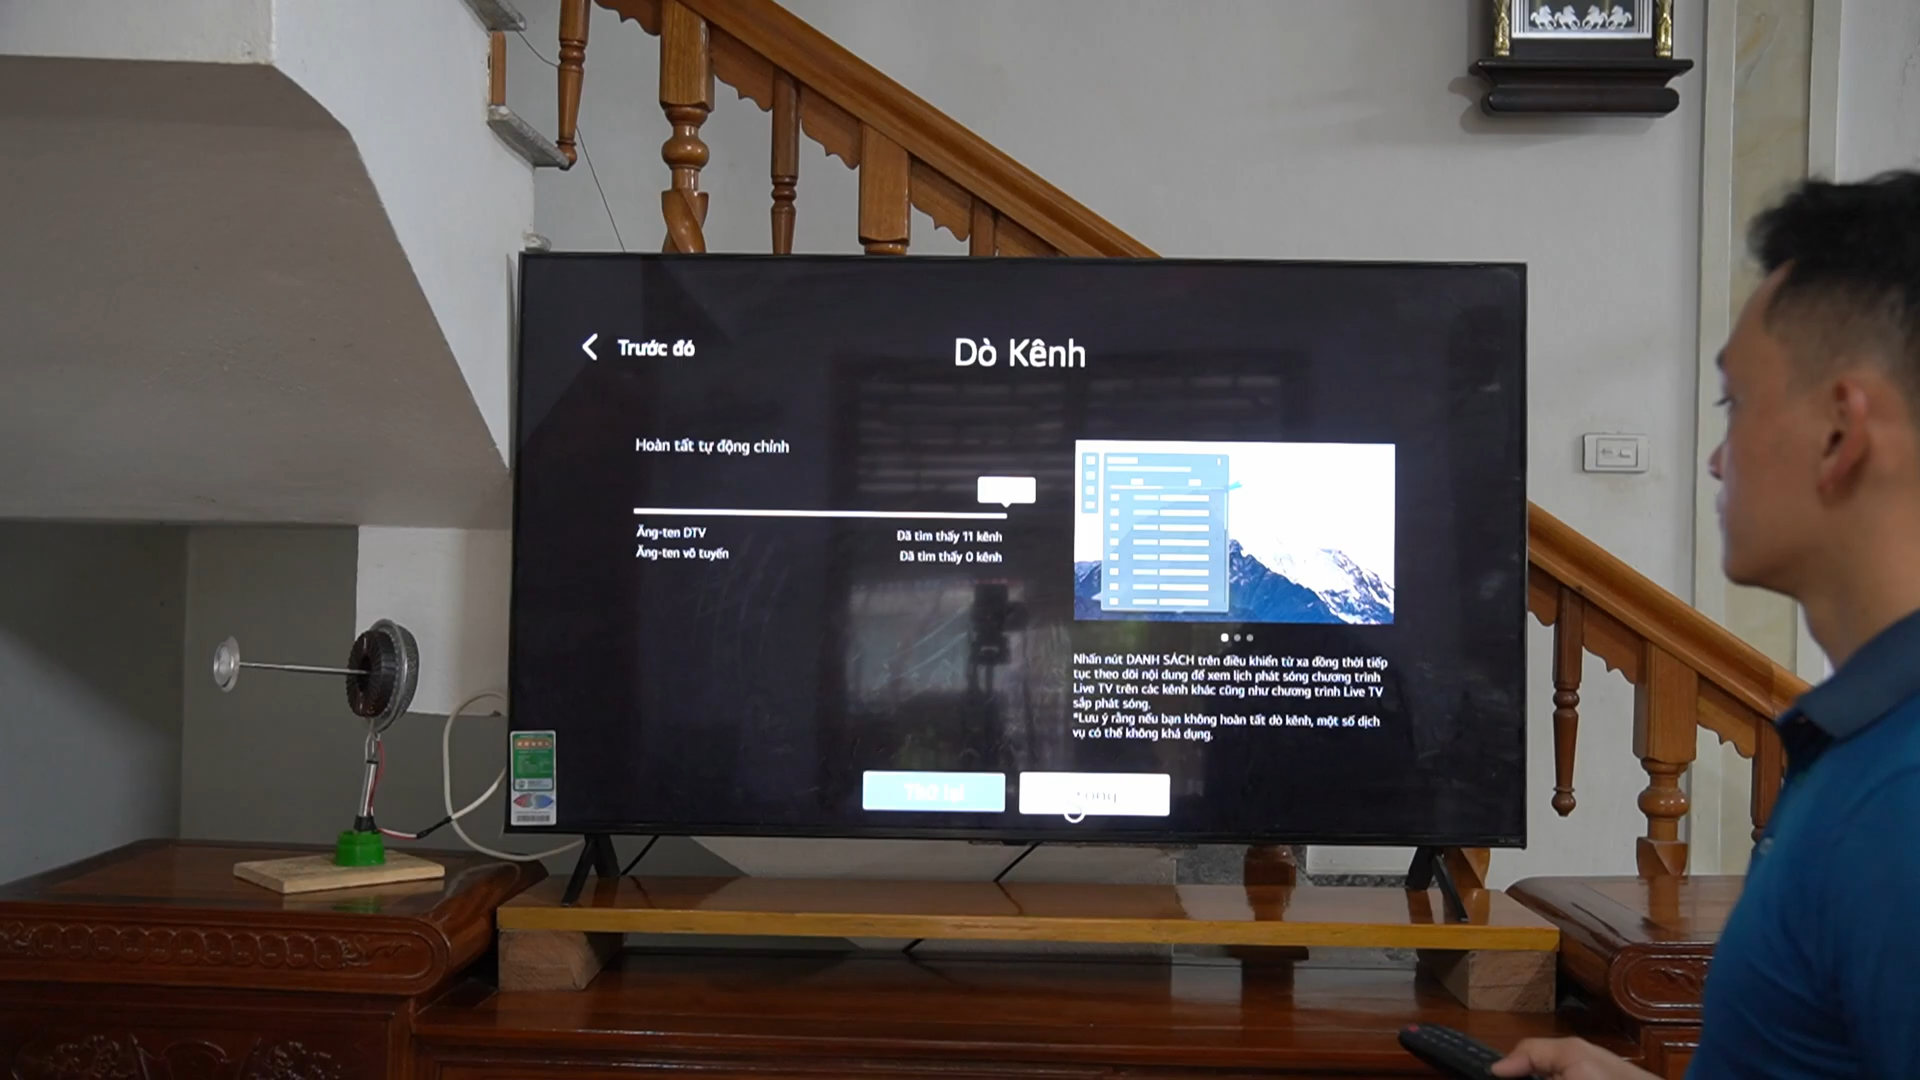 Trước đó
Dò Kênh
Hoàn tất tự động chỉnh
Ăng-ten DTV
Đã tìm thấy 11 kênh
Ăng-ten vô tuyến
Đã tìm thấy 0 kênh
Nhấn nút DANH SÁCH trên điều khiển từ xa đồng thời tiếp
tục theo dõi nội dung để xem lịch phát sóng chương trình
Live TV trên các kênh khác cũng như chương trình Live TV
sắp phát sóng.
*Lưu ý rằng nếu bạn không hoàn tất dò kênh, một số dịch
vụ có thể không khả dụng.
Trở lại